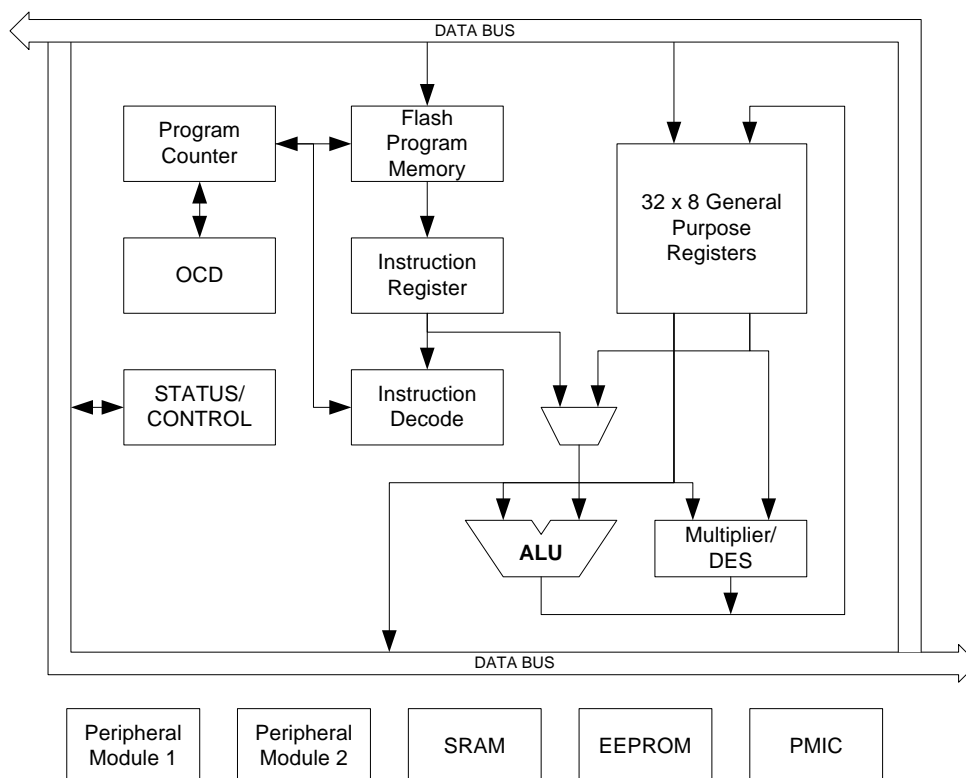 DATA BUS
Program
Counter
Flash
Program
Memory
32 x 8 General
Purpose
Registers
OCD
Instruction
Register
STATUS/
CONTROL
Instruction
Decode
ALU
Multiplier/
DES
DATA BUS
Peripheral
Module 1
Peripheral
Module 2
SRAM
EEPROM
PMIC